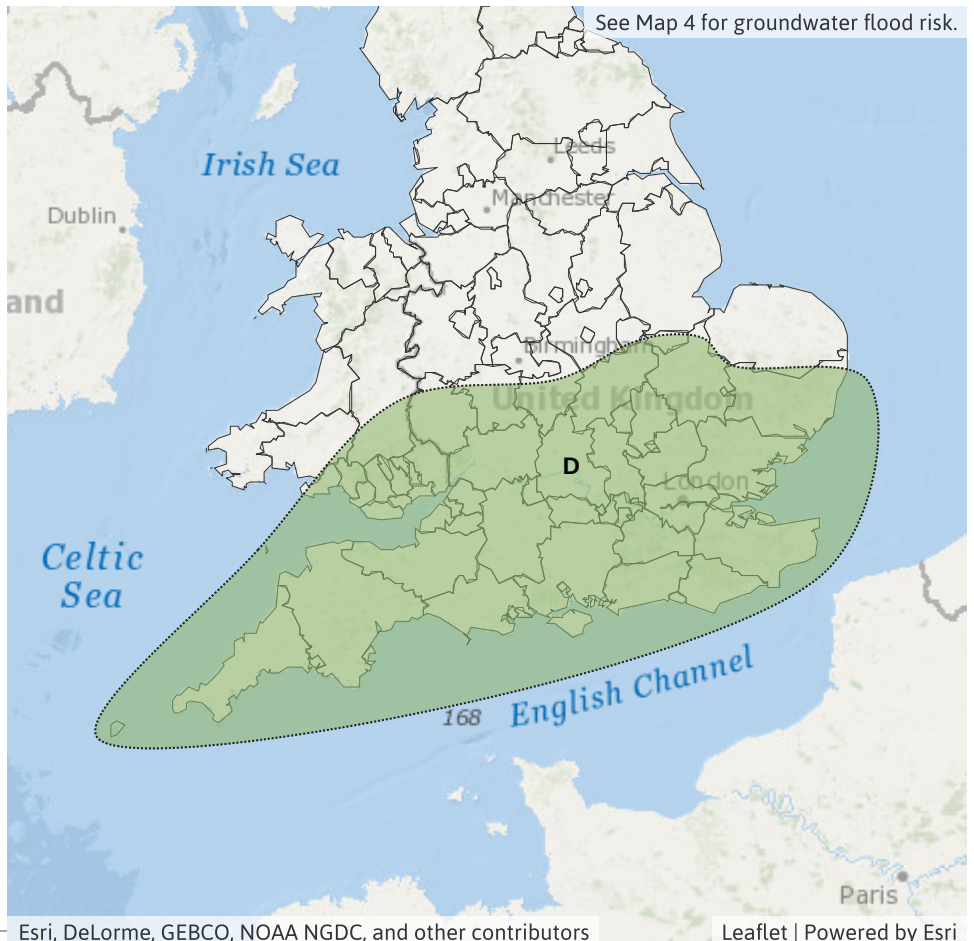 See Map 4 for groundwater flood risk.
Irish Sea
Leeds
Manchester
Dublin
and
Birmingham
United Kingdom
D
London
Celtic
Sea
English Channel
168
Paris
Esri, DeLorme, GEBCO, NOAA NGDC, and other contributors
Leaflet | Powered by Esri